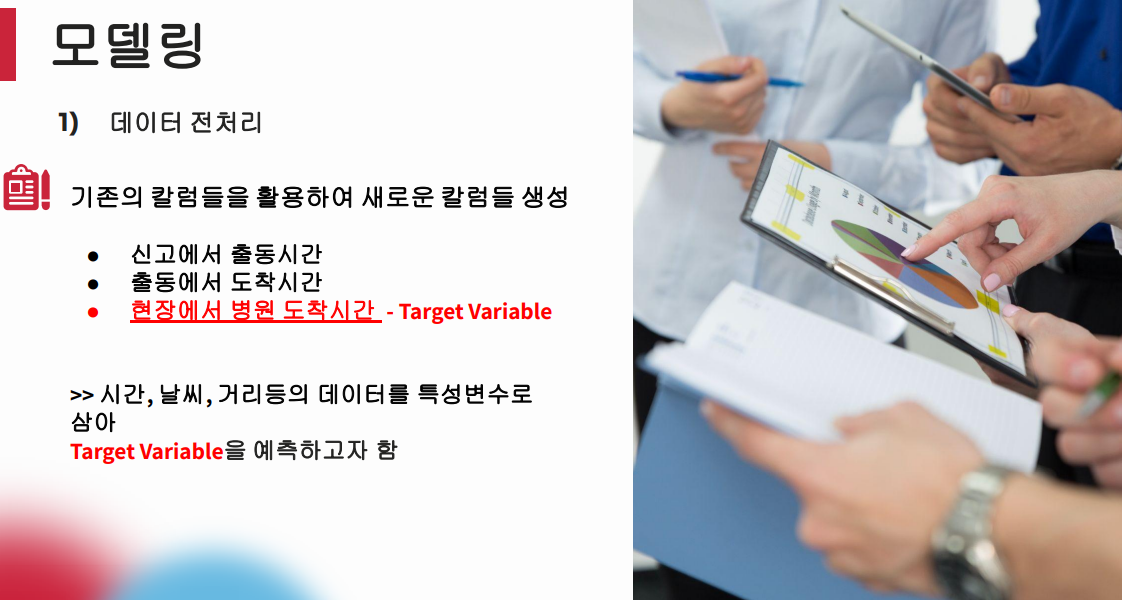 모델링
1) 데이터 전처리
기존의 칼럼들을 활용하여 새로운 칼럼들 생성
● 신고에서 출동시간
● 출동에서 도착시간
● 현장에서 병원 도착시간 - Target Variable
>> 시간, 날씨, 거리등의 데이터를 특성변수로
삼아
Target Variable을 예측하고자 함